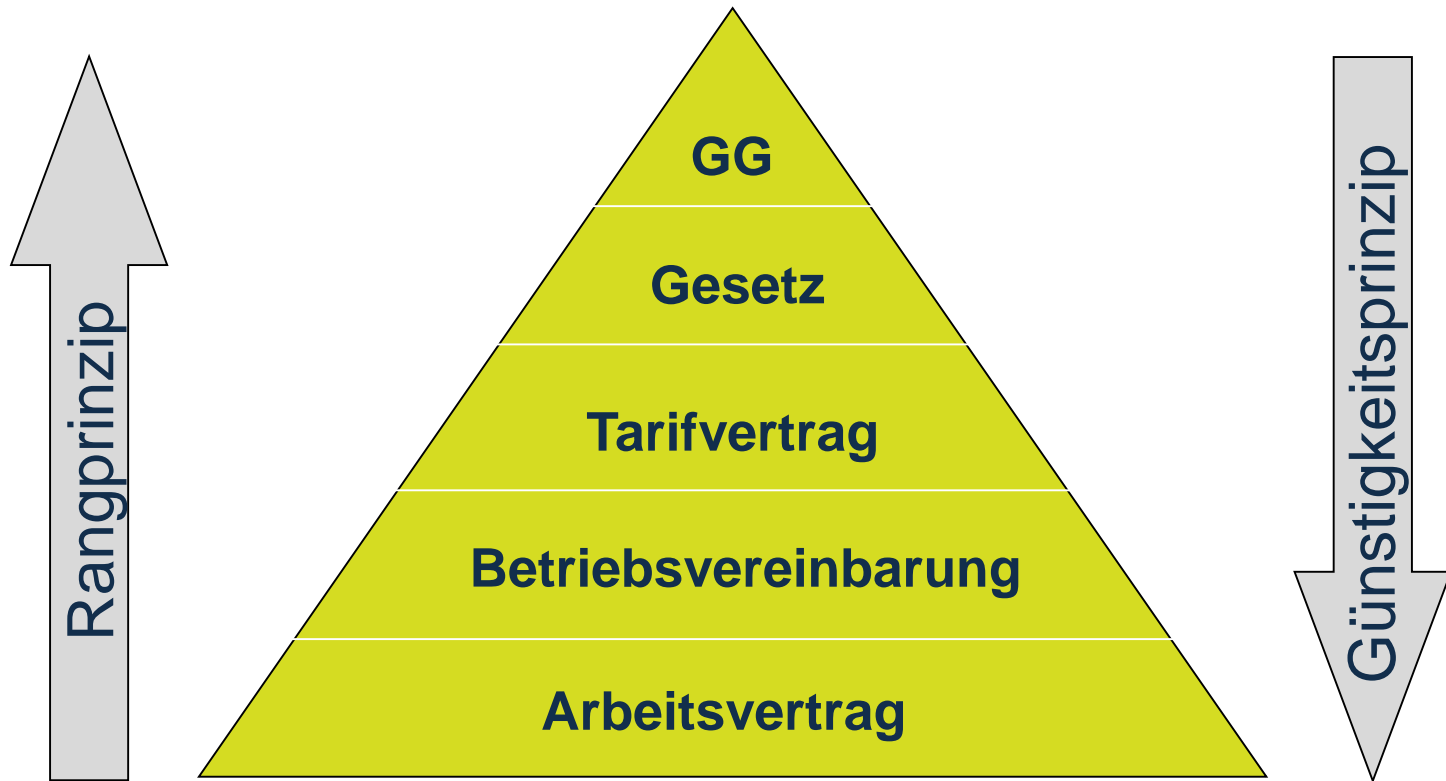 Rangprinzip
GG
Gesetz
Tarifvertrag
Betriebsvereinbarung
Arbeitsvertrag
Günstigkeitsprinzip